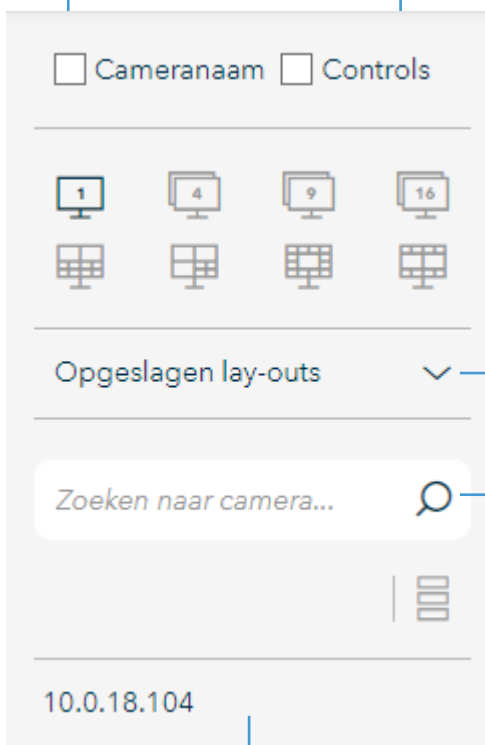 Cameranaam Controls
1 4 9 16
Opgeslagen lay-outs
Zoeken naar camera...
10.0.18.104